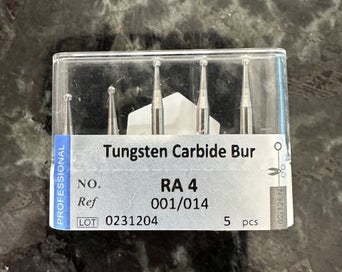 Tungsten Carbide Bur
PROFESSIONAL
NO. RA 4
Ref 001/014
LOT 0231204 5 pcs